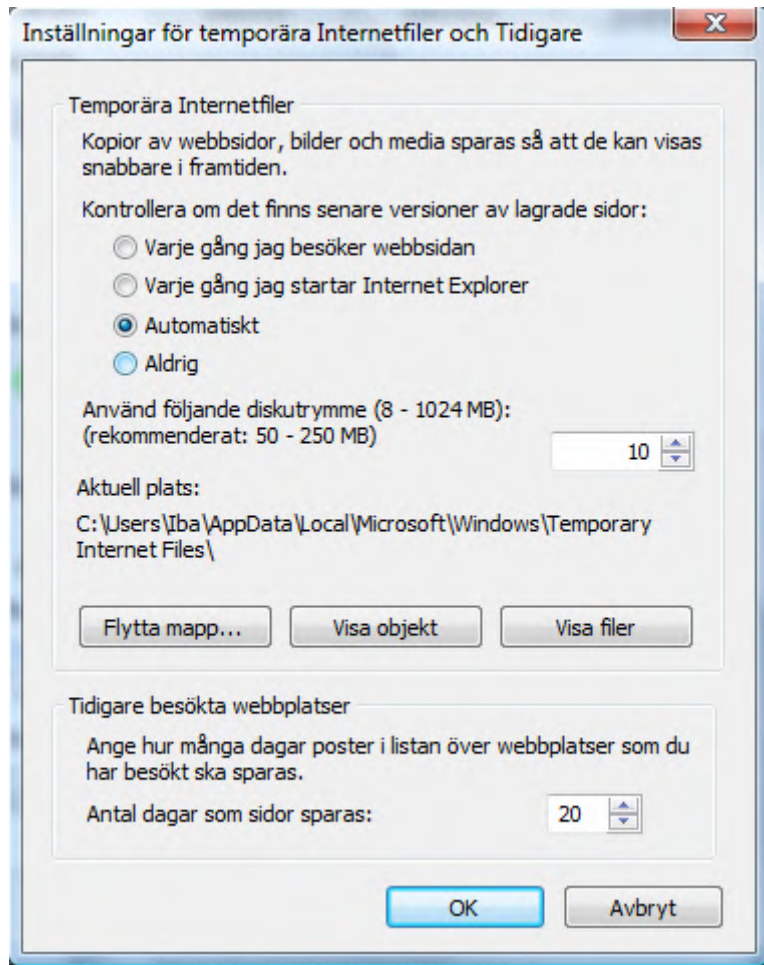 Inställningar för temporära Internetfiler och Tidigare
Temporära Internetfiler
Kopior av webbsidor, bilder och media sparas så att de kan visas
snabbare i framtiden.
Kontrollera om det finns senare versioner av lagrade sidor:
Varje gång jag besöker webbsidan
Varje gång jag startar Internet Explorer
Automatiskt
Aldrig
Använd följande diskutrymme (8 - 1024 MB):
(rekommenderat: 50 - 250 MB)
10
Aktuell plats:
C:\Users\Iba\AppData\Local\Microsoft\Windows\Temporary
Internet Files\
Flytta mapp... Visa objekt Visa filer
Tidigare besökta webbplatser
Ange hur många dagar poster i listan över webbplatser som du
har besökt ska sparas.
Antal dagar som sidor sparas: 20
OK Avbryt